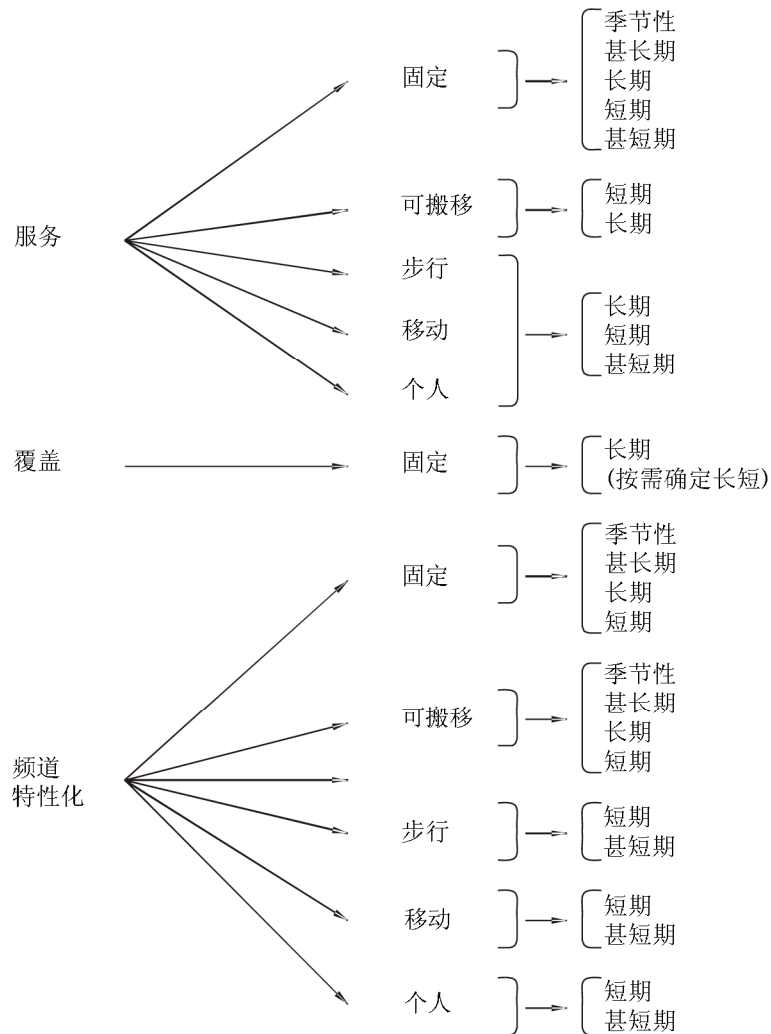 服务
固定
季节性
甚长期
长期
短期
甚短期
可搬移
短期
长期
步行
移动
个人
长期
短期
甚短期
覆盖
固定
长期
(按需确定长短)
频道
特性化
固定
季节性
甚长期
长期
短期
可搬移
季节性
甚长期
长期
短期
步行
短期
甚短期
移动
短期
甚短期
个人
短期
甚短期